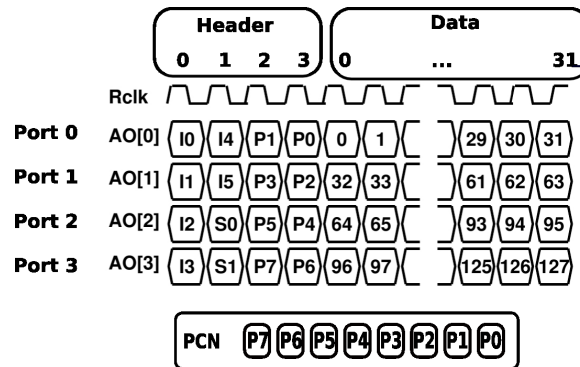 Header Data
0 1 2 3 0 ... 31
Rclk
Port 0 AO[0] I0 I4 P1 P0 0 1 29 30 31
Port 1 AO[1] I1 I5 P3 P2 32 33 61 62 63
Port 2 AO[2] I2 S0 P5 P4 64 65 93 94 95
Port 3 AO[3] I3 S1 P7 P6 96 97 125 126 127
PCN P7 P6 P5 P4 P3 P2 P1 P0